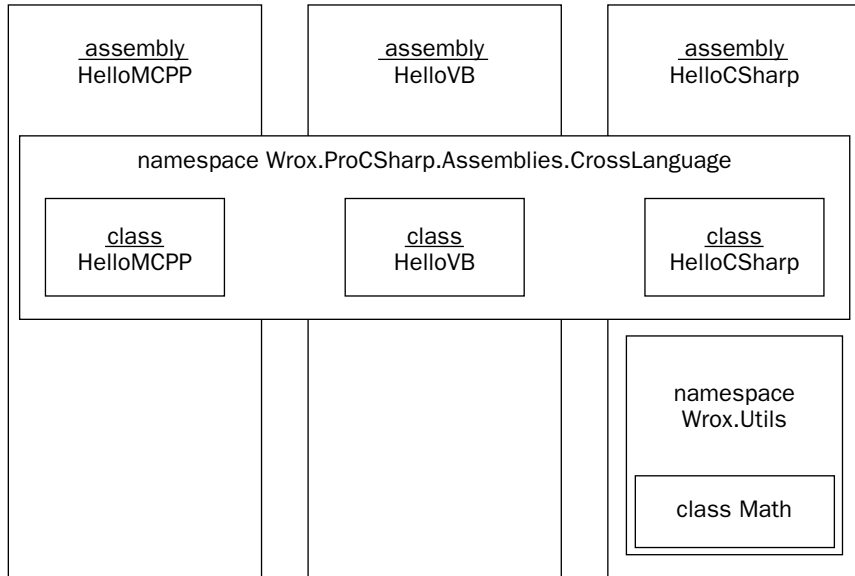 assembly
HelloMCPP
assembly
HelloVB
assembly
HelloCSharp
namespace Wrox.ProCSharp.Assemblies.CrossLanguage
class
HelloMCPP
class
HelloVB
class
HelloCSharp
namespace
Wrox.Utils
class Math